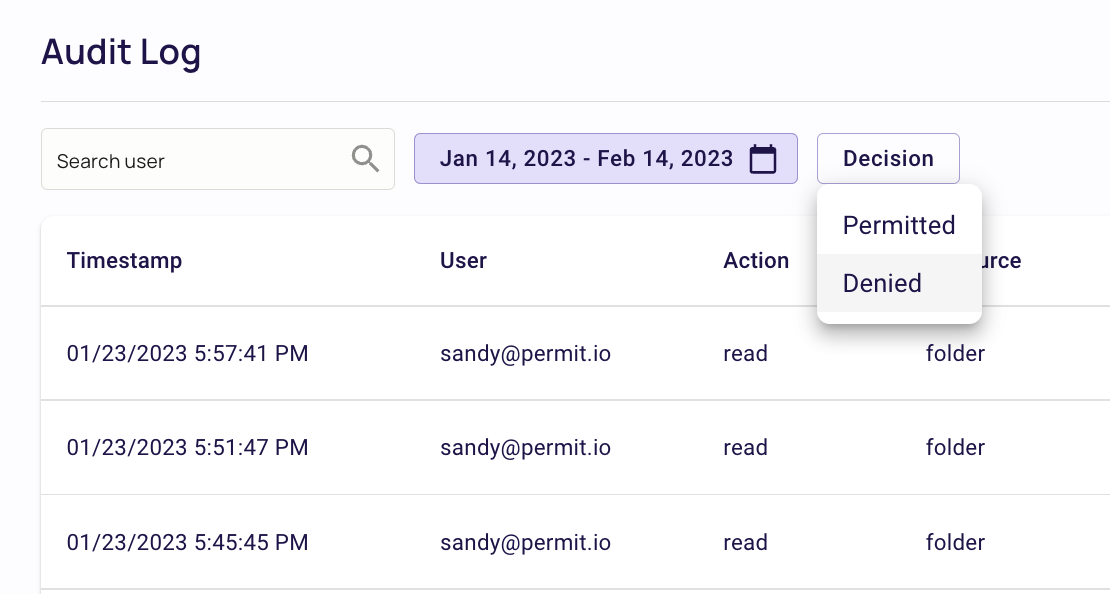 Audit Log
Search user
Jan 14, 2023 - Feb 14, 2023
Decision
Permitted
Denied
Timestamp User Action urce
01/23/2023 5:57:41 PM sandy@permit.io read folder
01/23/2023 5:51:47 PM sandy@permit.io read folder
01/23/2023 5:45:45 PM sandy@permit.io read folder